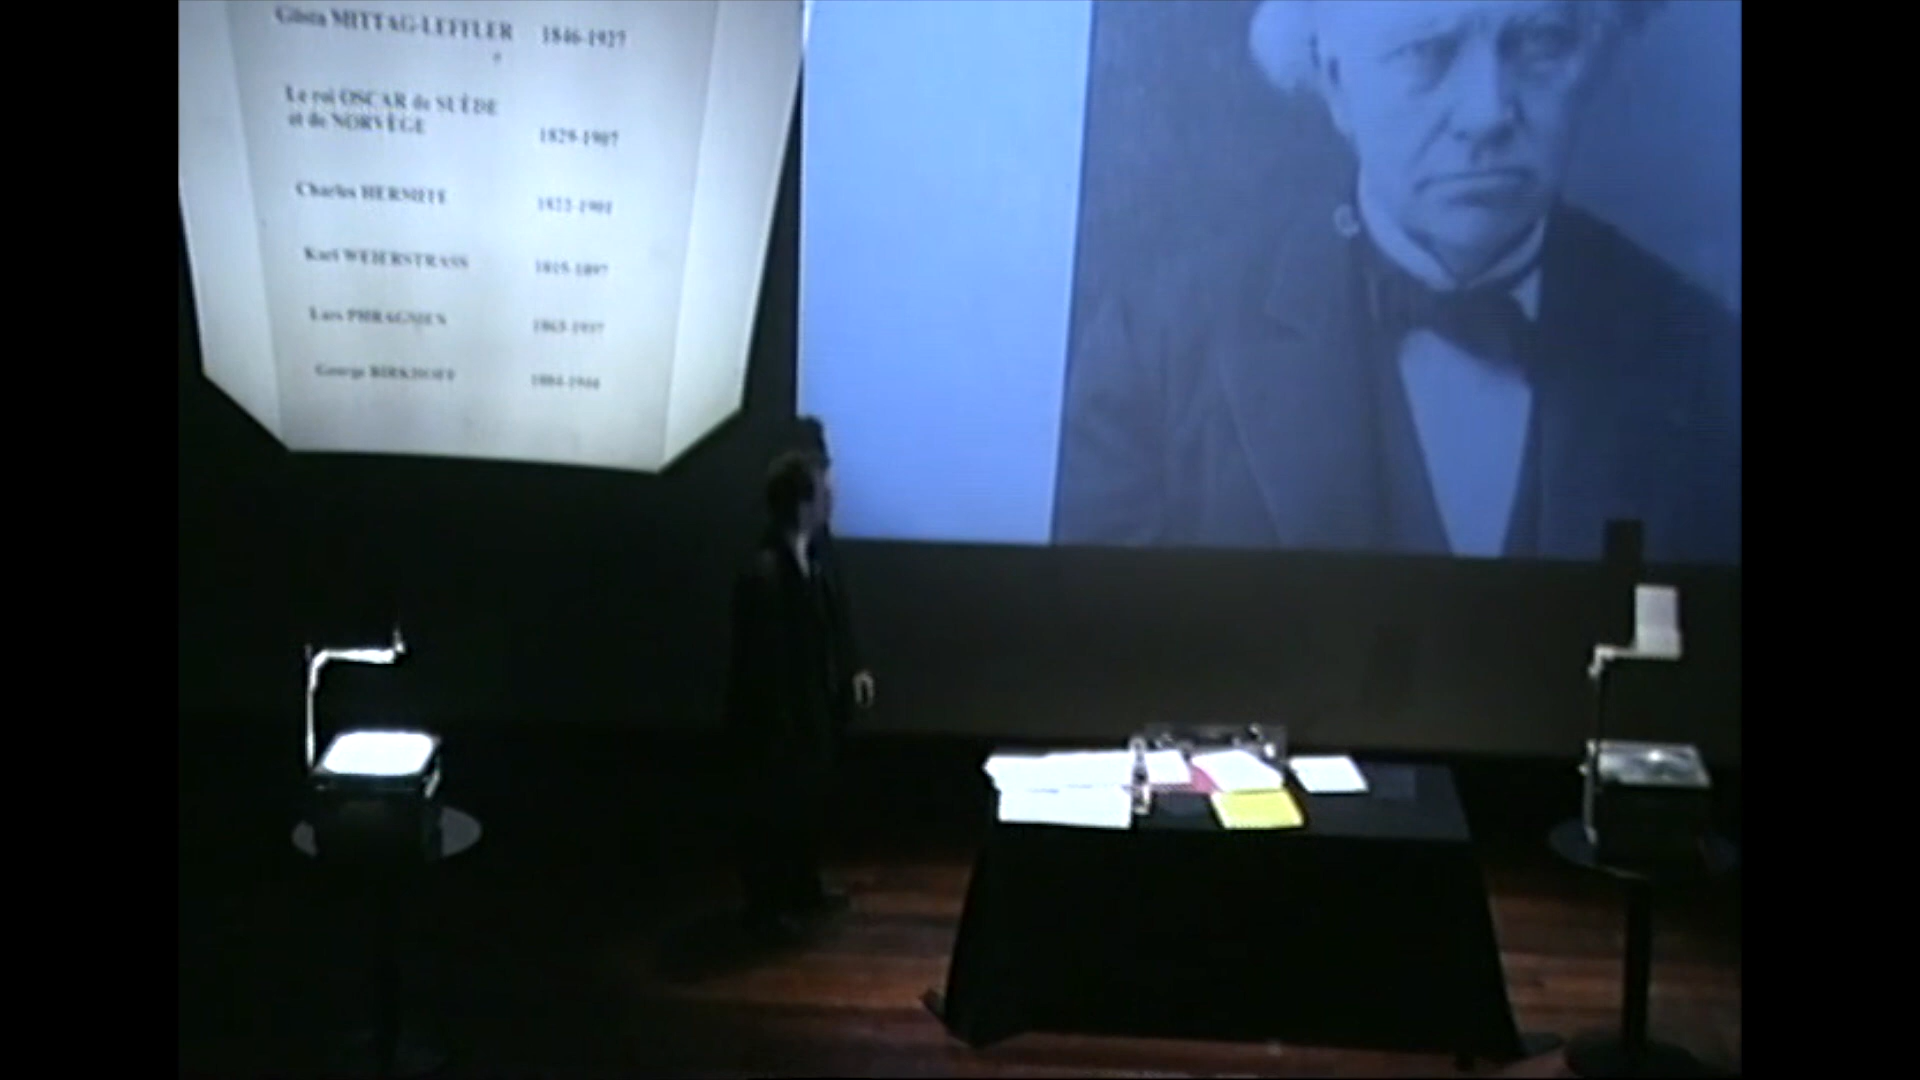 Gösta MITTAG-LEFFLER 1846-1927
Le roi OSCAR de SUÈDE
et de NORVÈGE 1829-1907
Charles HERMITE 1822-1901
Karl WEIERSTRASS 1815-1897
Lars PHRAGMEN 1863-1937
George BIRKHOFF 1884-1944